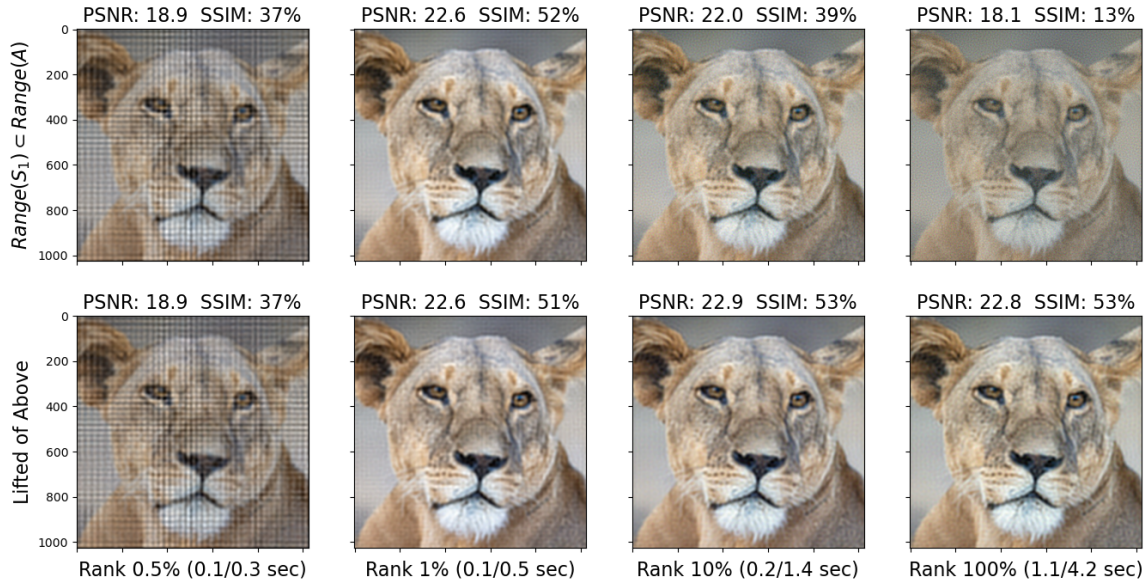 PSNR: 18.9 SSIM: 37%
PSNR: 22.6 SSIM: 52%
PSNR: 22.0 SSIM: 39%
PSNR: 18.1 SSIM: 13%
Range(S₁) ⊂ Range(A)
0
200
400
600
800
1000
PSNR: 18.9 SSIM: 37%
PSNR: 22.6 SSIM: 51%
PSNR: 22.9 SSIM: 53%
PSNR: 22.8 SSIM: 53%
Lifted of Above
0
200
400
600
800
1000
Rank 0.5% (0.1/0.3 sec)
Rank 1% (0.1/0.5 sec)
Rank 10% (0.2/1.4 sec)
Rank 100% (1.1/4.2 sec)